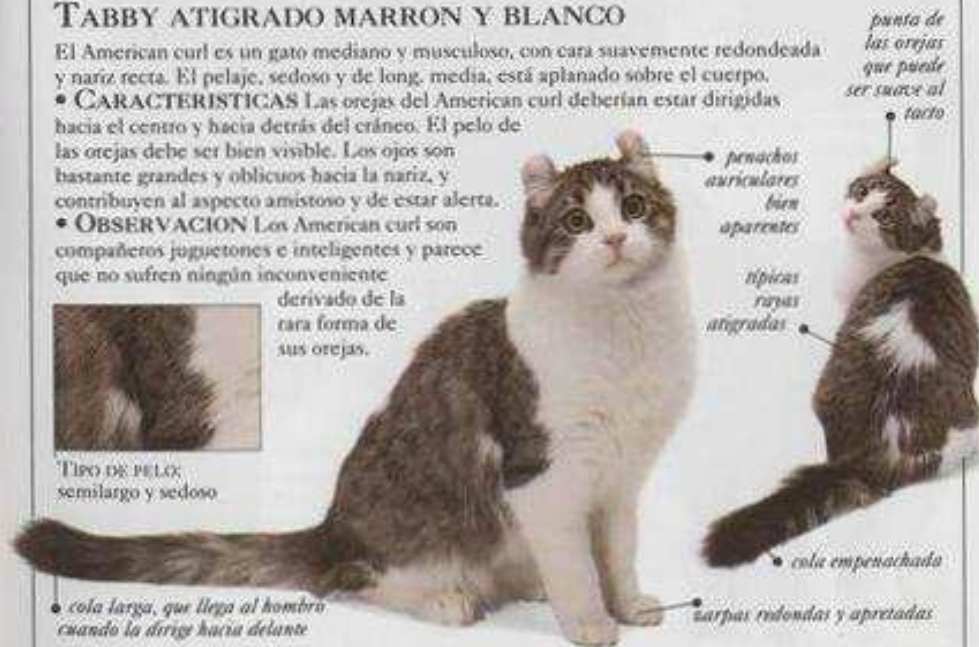 TABBY ATIGRADO MARRON Y BLANCO
El American curl es un gato mediano y musculoso, con cara suavemente redondeada
y nariz recta. El pelaje, sedoso y de long. media, está aplanado sobre el cuerpo.
• CARACTERISTICAS Las orejas del American curl deberían estar dirigidas
hacia el centro y hacia detrás del cráneo. El pelo de
las orejas debe ser bien visible. Los ojos son
bastante grandes y oblicuos hacia la nariz, y
contribuyen al aspecto amistoso y de estar alerta.
• OBSERVACION Los American curl son
compañeros juguetones e inteligentes y parece
que no sufren ningún inconveniente
derivado de la
rara forma de
sus orejas.
TIPO DE PELO:
semilargo y sedoso
punta de
las orejas
que puede
ser suave al
tacto
penachos
auriculares
bien
aparentes
típicas
rayas
atigradas
cola empenachada
cola larga, que llega al hombro
cuando la dirige hacia delante
zarpas redondas y apretadas